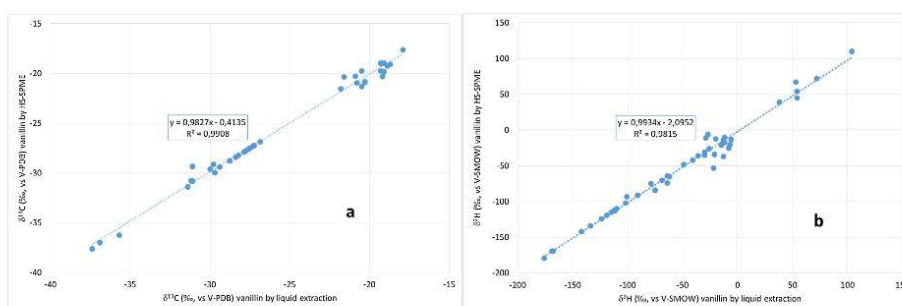 -15
-20
-25
-30
-35
-40
δ¹³C (‰, vs V-PDB) vanillin by HS-SPME
y = 0,9827x - 0,4135
R² = 0,9908
a
-40
-35
-30
-25
-20
-15
δ¹³C (‰, vs V-PDB) vanillin by liquid extraction
150
100
50
0
-50
-100
-150
-200
δ²H (‰, vs V-SMOW) vanillin by HS-SPME
y = 0,9934x - 2,0952
R² = 0,9815
b
-200
-150
-100
-50
0
50
100
δ²H (‰, vs V-SMOW) vanillin by liquid extraction